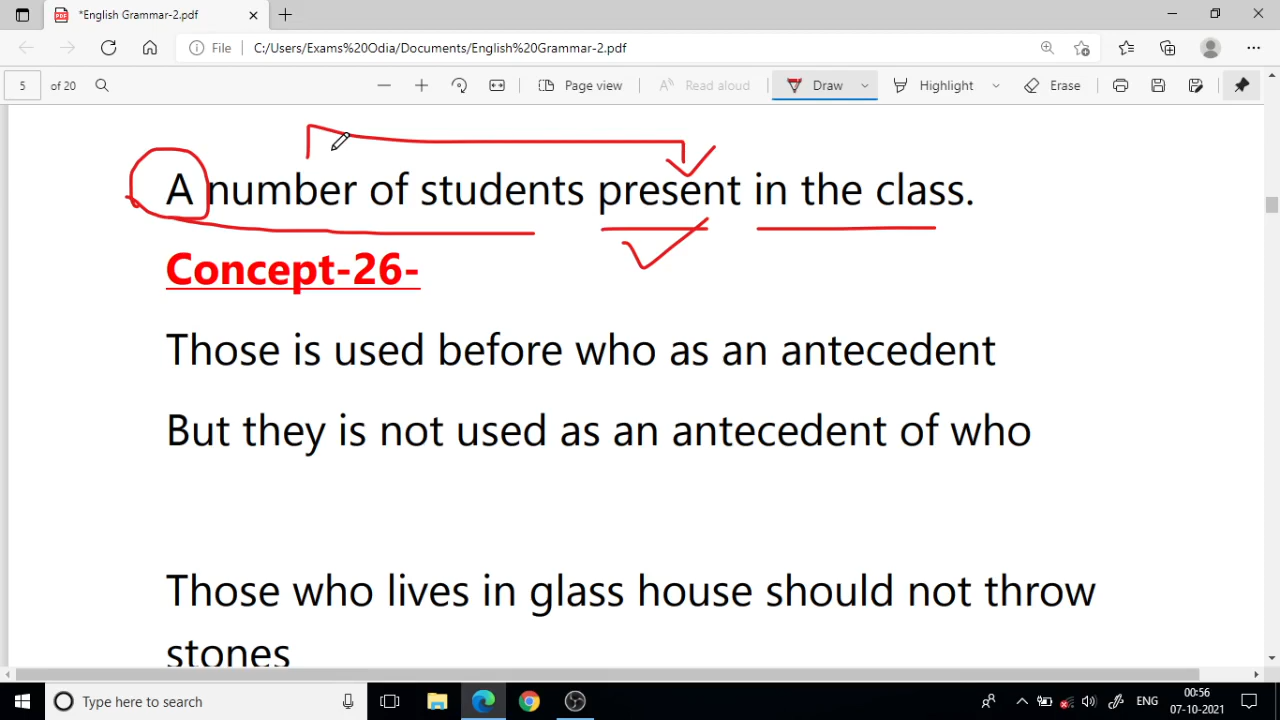 *English Grammar-2.pdf
File C:/Users/Exams%20Odia/Documents/English%20Grammar-2.pdf
5 of 20 Page view Read aloud Draw Highlight Erase
A number of students present in the class.
Concept-26-
Those is used before who as an antecedent
But they is not used as an antecedent of who
Those who lives in glass house should not throw
stones
Type here to search ENG 00:56
07-10-2021